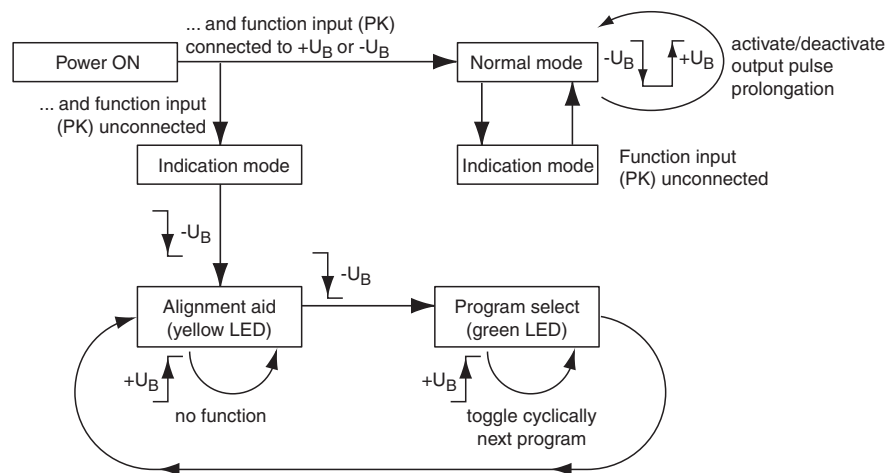 ... and function input (PK)
connected to +UB or -UB
Power ON
Normal mode
-UB
+UB
activate/deactivate
output pulse
prolongation
... and function input
(PK) unconnected
Indication mode
Indication mode
Function input
(PK) unconnected
-UB
-UB
Alignment aid
(yellow LED)
Program select
(green LED)
+UB
no function
+UB
toggle cyclically
next program